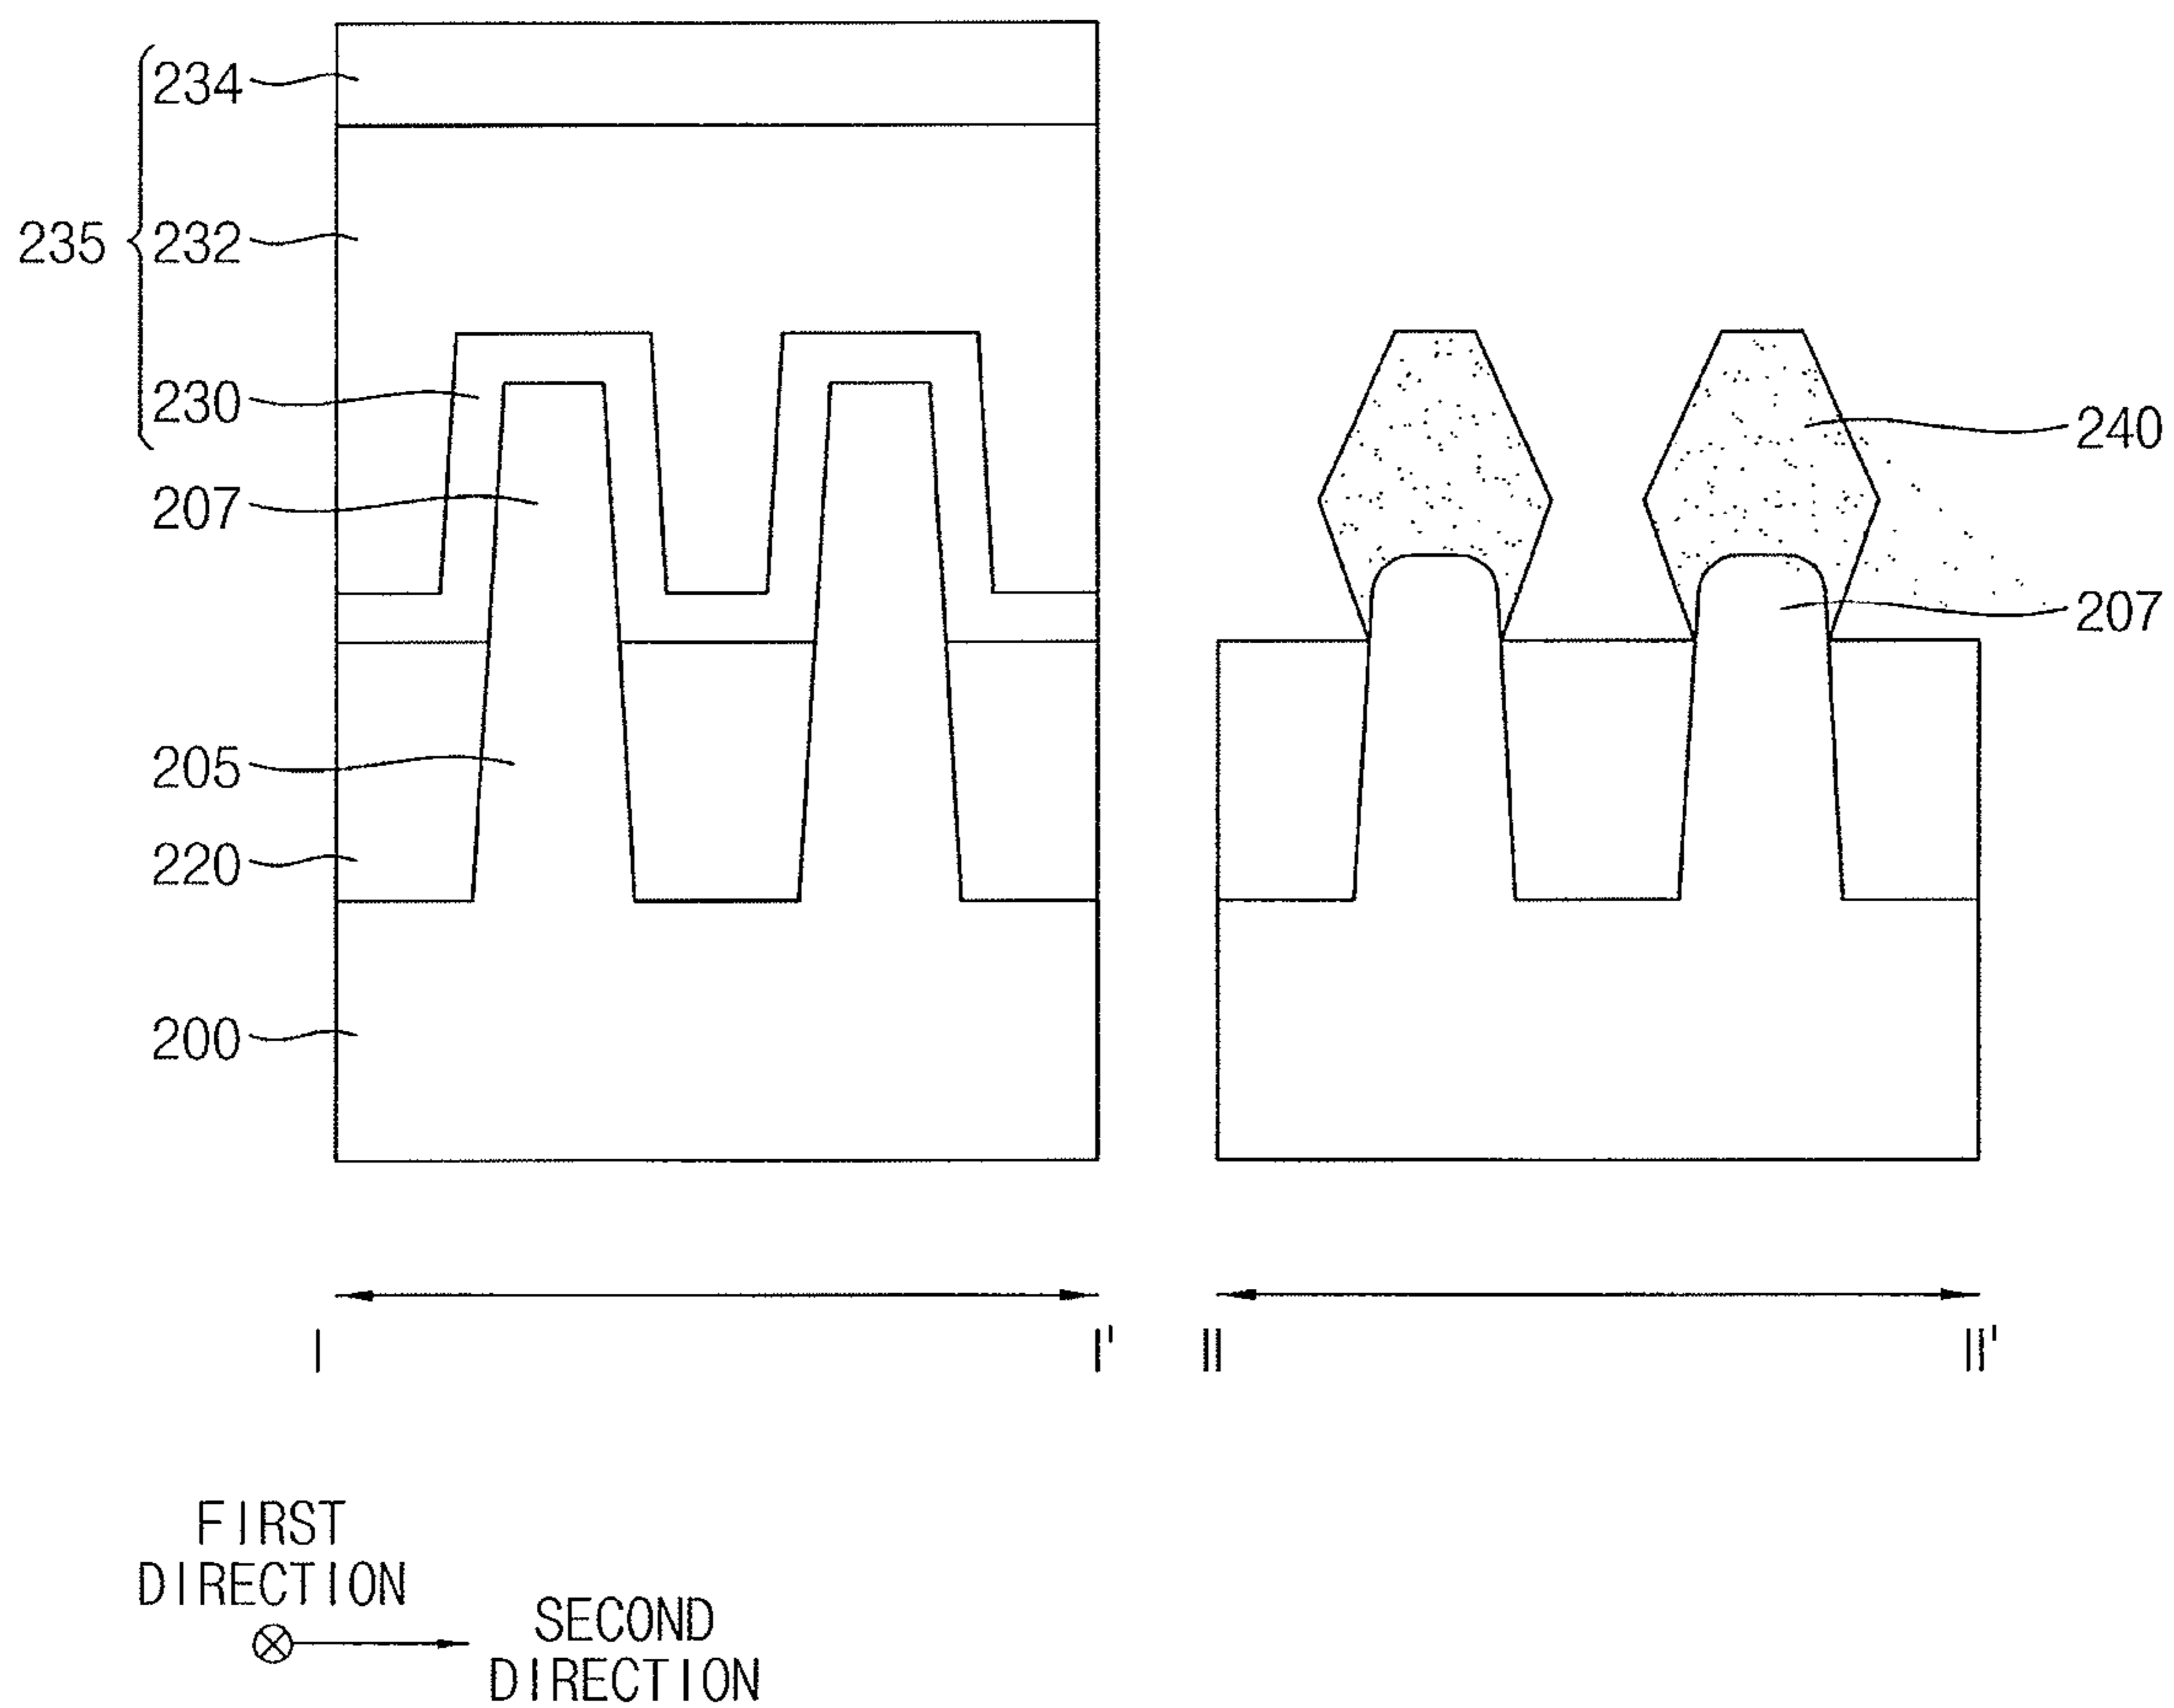 234
235
232
230
207
205
220
200
240
207
I
I'
II
II'
FIRST
DIRECTION
SECOND
DIRECTION